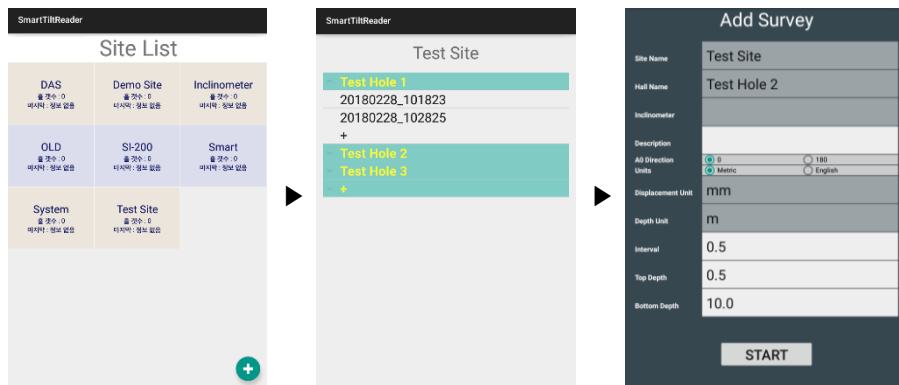 SmartTiltReader
Site List
DAS
홀 갯수 : 0
마지막 : 정보 없음
Demo Site
홀 갯수 : 0
마지막 : 정보 없음
Inclinometer
홀 갯수 : 0
마지막 : 정보 없음
OLD
홀 갯수 : 0
마지막 : 정보 없음
SI-200
홀 갯수 : 0
마지막 : 정보 없음
Smart
홀 갯수 : 0
마지막 : 정보 없음
System
홀 갯수 : 0
마지막 : 정보 없음
Test Site
홀 갯수 : 0
마지막 : 정보 없음
+
SmartTiltReader
Test Site
- Test Hole 1
20180228_101823
20180228_102825
+
- Test Hole 2
- Test Hole 3
- +
Add Survey
Site Name Test Site
Hall Name Test Hole 2
Inclinometer
Description
A0 Direction 0 180
Units Metric English
Displacement Unit mm
Depth Unit m
Interval 0.5
Top Depth 0.5
Bottom Depth 10.0
START